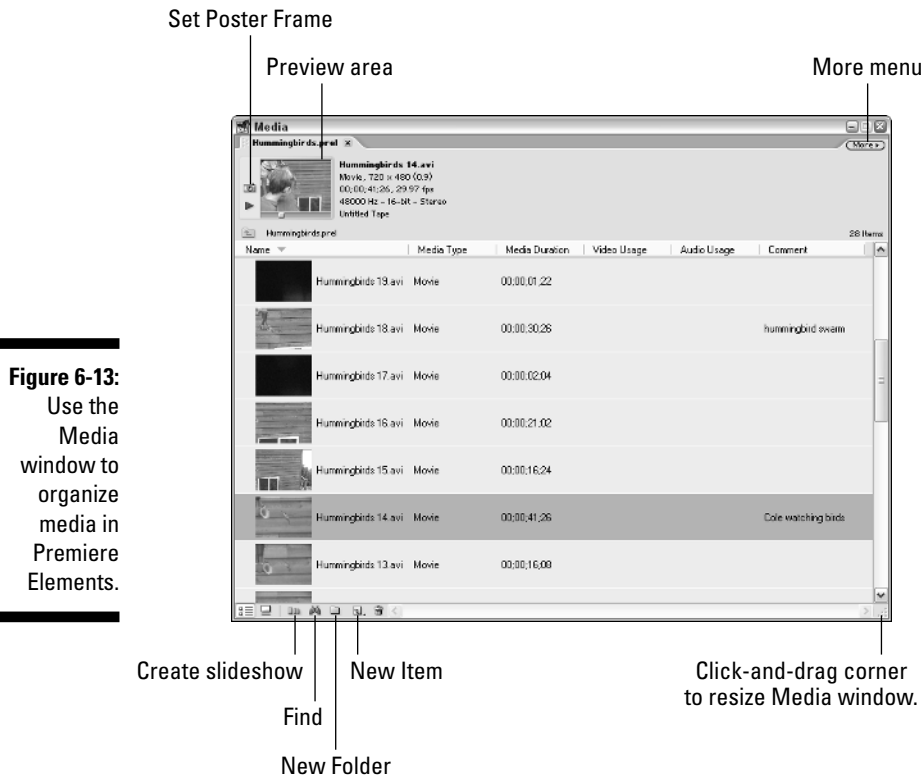 Set Poster Frame
Preview area
More menu
Media
Hummingbirds.prel
More
Hummingbirds 14.avi
Movie, 720 x 480 (0.9)
00;00;41;26, 29.97 fps
48000 Hz - 16-bit - Stereo
Untitled Tape
Hummingbirds.prel
28 Items
Name Media Type Media Duration Video Usage Audio Usage Comment
Hummingbirds 19.avi Movie 00;00;01;22
Hummingbirds 18.avi Movie 00;00;30;26 hummingbird swarm
Hummingbirds 17.avi Movie 00;00;02;04
Hummingbirds 16.avi Movie 00;00;21;02
Hummingbirds 15.avi Movie 00;00;16;24
Hummingbirds 14.avi Movie 00;00;41;26 Cole watching birds
Hummingbirds 13.avi Movie 00;00;16;08
Figure 6-13:
Use the
Media
window to
organize
media in
Premiere
Elements.
Create slideshow
New Item
Click-and-drag corner
to resize Media window.
Find
New Folder